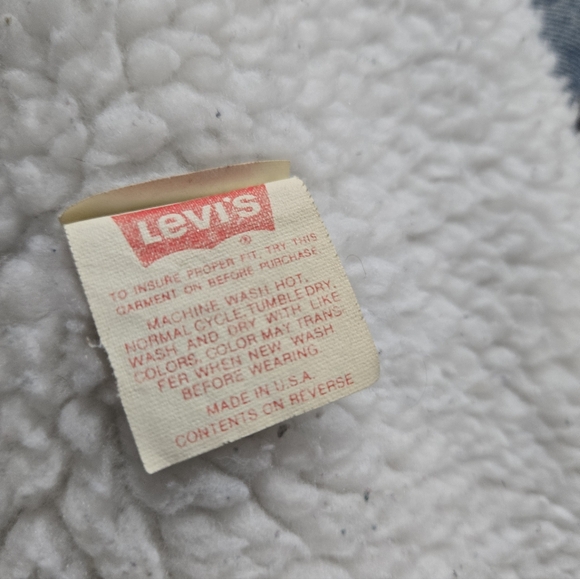 Levi's
®
TO INSURE PROPER FIT, TRY THIS
GARMENT ON BEFORE PURCHASE.
MACHINE WASH HOT,
NORMAL CYCLE, TUMBLE DRY,
WASH AND DRY WITH LIKE
COLORS. COLOR MAY TRANS-
FER WHEN NEW WASH
BEFORE WEARING.
MADE IN U.S.A.
CONTENTS ON REVERSE